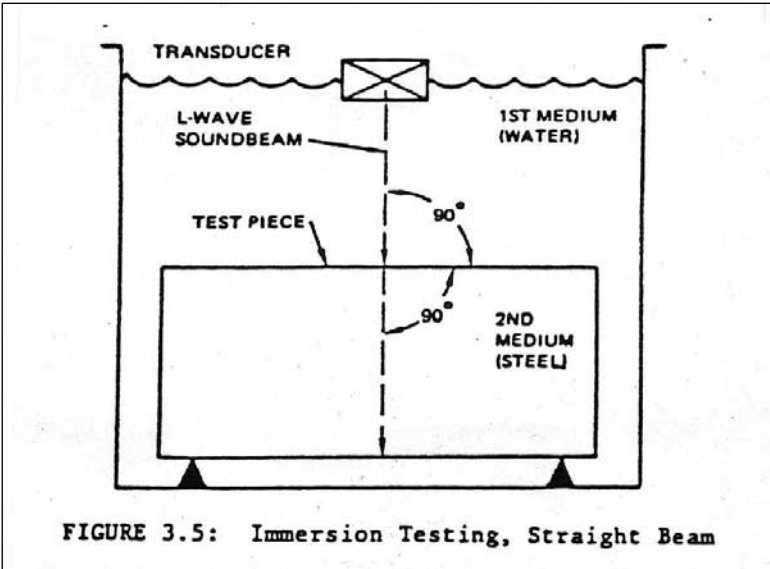 TRANSDUCER
L-WAVE
SOUNDBEAM
1ST MEDIUM
(WATER)
90°
TEST PIECE
90°
2ND
MEDIUM
(STEEL)
FIGURE 3.5: Immersion Testing, Straight Beam